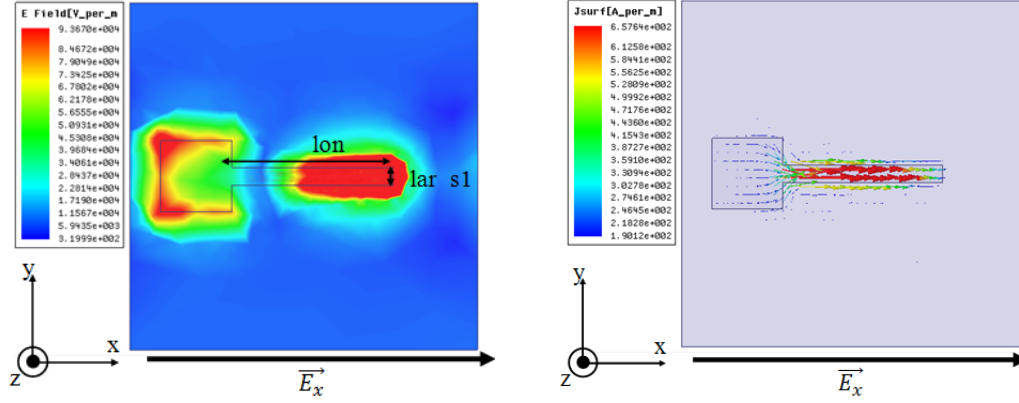 E Field[V_per_m
9.3670e+004
8.4672e+004
7.9049e+004
7.3425e+004
6.7802e+004
6.2178e+004
5.6555e+004
5.0931e+004
4.5308e+004
3.9684e+004
3.4061e+004
2.8437e+004
2.2814e+004
1.7190e+004
1.1567e+004
5.9435e+003
3.1999e+002
lon
lar_s1
y
x
z
E_x
Jsurf[A_per_m]
6.5764e+002
6.1258e+002
5.8441e+002
5.5625e+002
5.2809e+002
4.9992e+002
4.7176e+002
4.4360e+002
4.1543e+002
3.8727e+002
3.5910e+002
3.3094e+002
3.0278e+002
2.7461e+002
2.4645e+002
2.1828e+002
1.9012e+002
y
x
z
E_x